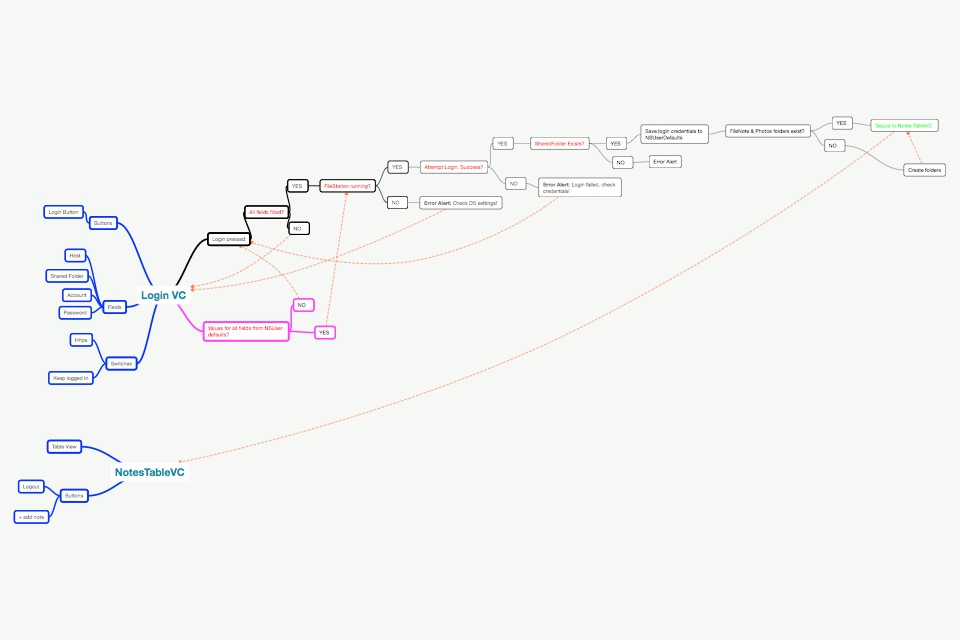 YES
Segue to Notes TableVC
Save login credentials to
NSUserDefaults
FileNote & Photos folders exist?
NO
YES
SharedFolder Exists?
YES
NO
Error Alert
Create folders
YES
Attempt Login. Success?
NO
Error Alert: Login failed, check
credentials!
YES
FileStation running?
NO
Error Alert: Check DS settings!
All fields filled?
NO
Login pressed
Login Button
Buttons
Host
Shared Folder
Account
Password
Fields
Login VC
Https
Switches
Keep logged in
Values for all fields from NSUser
defaults?
NO
YES
Table View
NotesTableVC
Logout
Buttons
+ add note